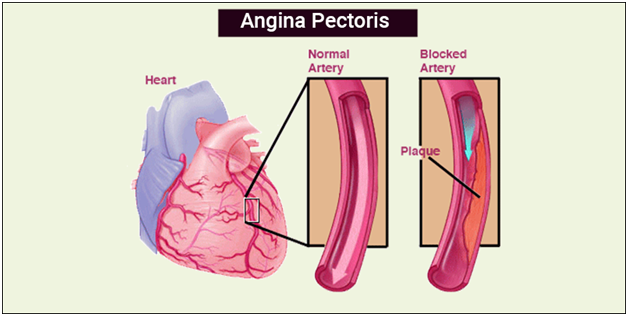 Angina Pectoris
Heart
Normal
Artery
Blocked
Artery
Plaque